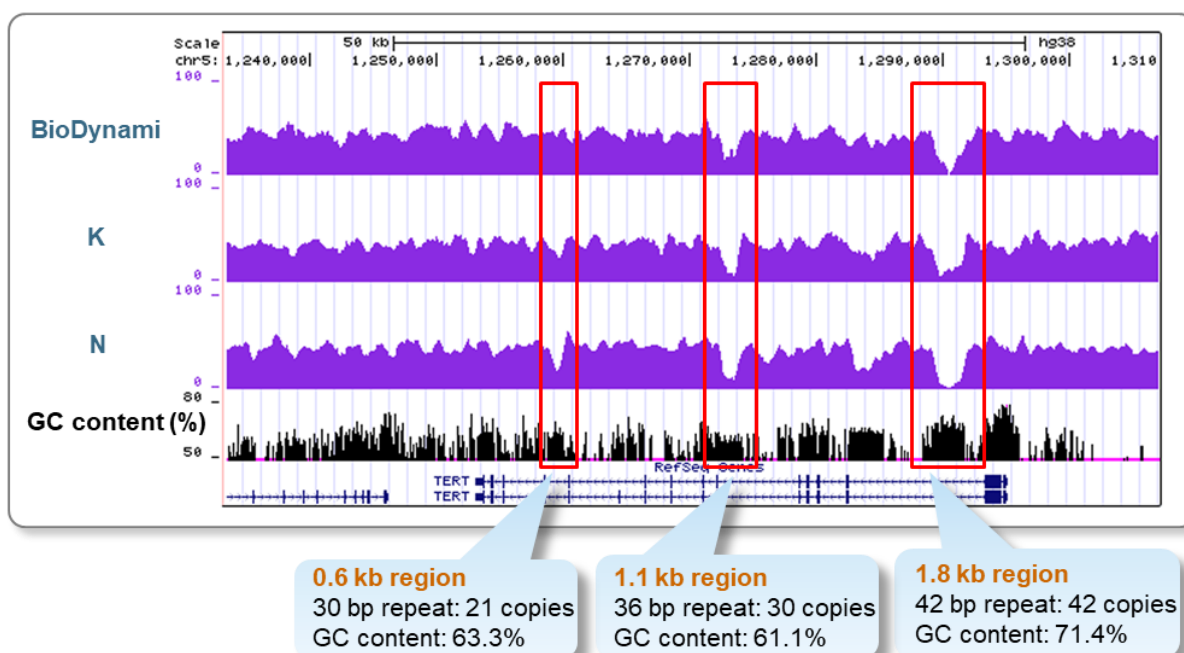 Scale 50 kb hg38
chr5: 1,240,000 1,250,000 1,260,000 1,270,000 1,280,000 1,290,000 1,300,000 1,310
100
BioDynami
0
100
K
0
100
N
0
80
GC content (%)
50
RefSeq Genes
TERT
TERT
0.6 kb region
30 bp repeat: 21 copies
GC content: 63.3%
1.1 kb region
36 bp repeat: 30 copies
GC content: 61.1%
1.8 kb region
42 bp repeat: 42 copies
GC content: 71.4%